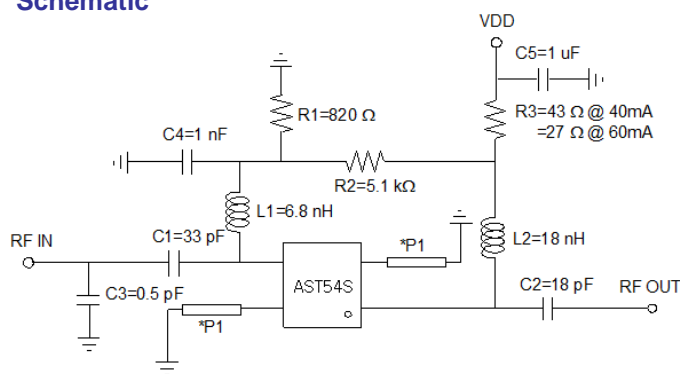 Schematic
VDD
C5=1 uF
R1=820 Ω
R3=43 Ω @ 40mA
=27 Ω @ 60mA
C4=1 nF
R2=5.1 kΩ
L1=6.8 nH
*P1
L2=18 nH
RF IN
C1=33 pF
AST54S
C2=18 pF
RF OUT
C3=0.5 pF
*P1